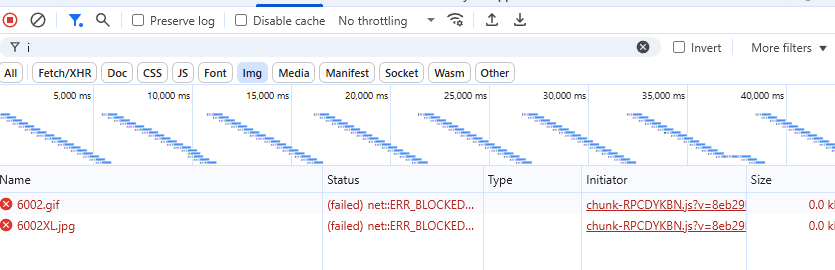 Preserve log Disable cache No throttling
i Invert More filters
All Fetch/XHR Doc CSS JS Font Img Media Manifest Socket Wasm Other
5,000 ms 10,000 ms 15,000 ms 20,000 ms 25,000 ms 30,000 ms 35,000 ms 40,000 ms
Name Status Type Initiator Size
6002.gif (failed) net::ERR_BLOCKED... chunk-RPCDYKBN.js?v=8eb29 0.0 k
6002XL.jpg (failed) net::ERR_BLOCKED... chunk-RPCDYKBN.js?v=8eb29 0.0 k